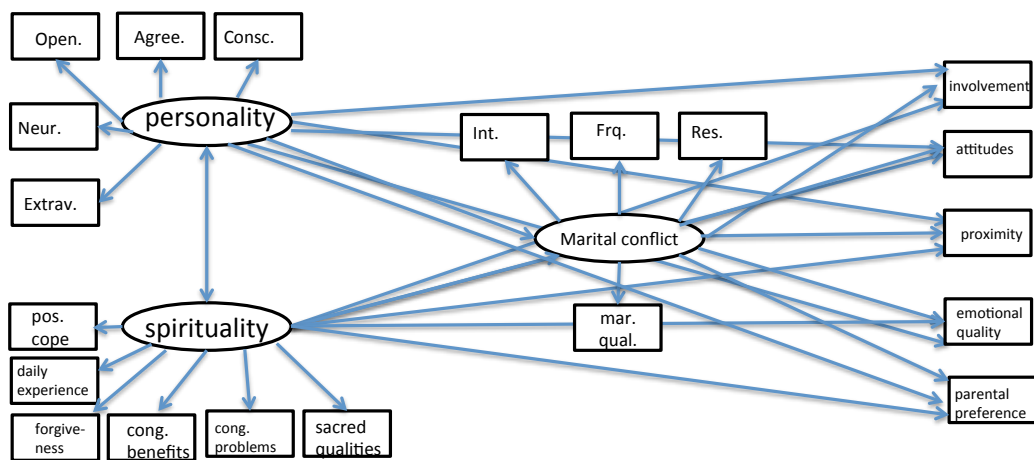 Open.
Agree.
Consc.
personality
Neur.
Extrav.
Int.
Frq.
Res.
involvement
attitudes
proximity
Marital conflict
mar.
qual.
emotional
quality
parental
preference
spirituality
pos.
cope
daily
experience
forgive-
ness
cong.
benefits
cong.
problems
sacred
qualities